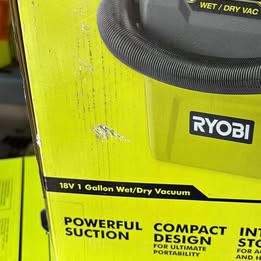 WET / DRY VAC
RYOBI
18V 1 Gallon Wet/Dry Vacuum
POWERFUL
SUCTION
COMPACT
DESIGN
FOR ULTIMATE
PORTABILITY